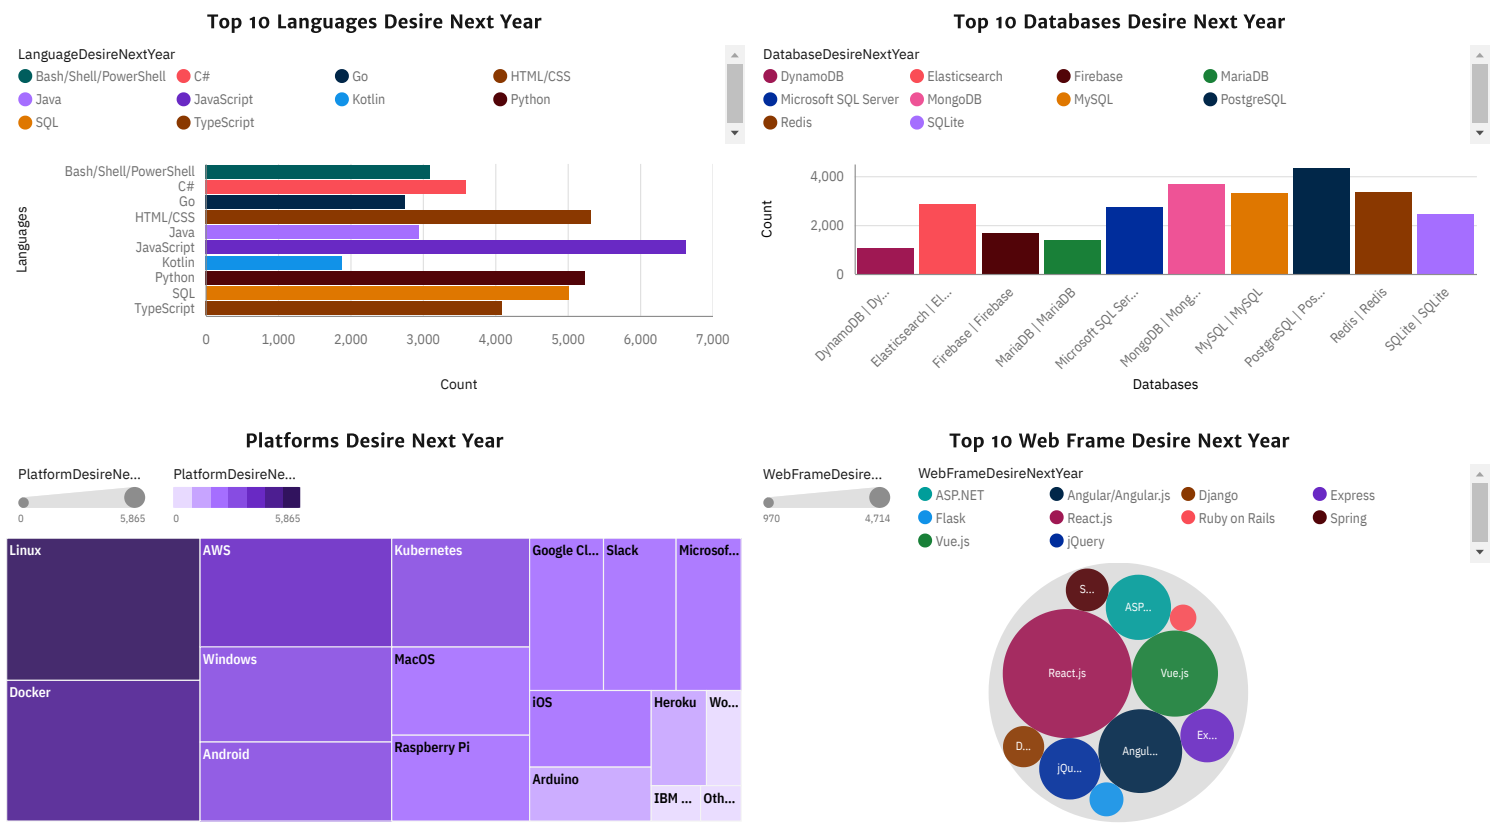 Top 10 Languages Desire Next Year
LanguageDesireNextYear
Bash/Shell/PowerShell C# Go HTML/CSS
Java JavaScript Kotlin Python
SQL TypeScript
Languages
Bash/Shell/PowerShell
C#
Go
HTML/CSS
Java
JavaScript
Kotlin
Python
SQL
TypeScript
0 1,000 2,000 3,000 4,000 5,000 6,000 7,000
Count
Top 10 Databases Desire Next Year
DatabaseDesireNextYear
DynamoDB Elasticsearch Firebase MariaDB
Microsoft SQL Server MongoDB MySQL PostgreSQL
Redis SQLite
Count
4,000
2,000
0
DynamoDB | Dy...
Elasticsearch | El...
Firebase | Firebase
MariaDB | MariaDB
Microsoft SQL Ser...
MongoDB | Mong...
MySQL | MySQL
PostgreSQL | Pos...
Redis | Redis
SQLite | SQLite
Databases
Platforms Desire Next Year
PlatformDesireNe... PlatformDesireNe...
0 5,865 0 5,865
Linux AWS Kubernetes Google Cl... Slack Microsof...
Windows MacOS
Docker iOS Heroku Wo...
Android Raspberry Pi
Arduino
IBM ... Oth...
Top 10 Web Frame Desire Next Year
WebFrameDesire... WebFrameDesireNextYear
970 4,714
ASP.NET Angular/Angular.js Django Express
Flask React.js Ruby on Rails Spring
Vue.js jQuery
S...
ASP...
React.js Vue.js
Ex...
D... Angul...
jQu...